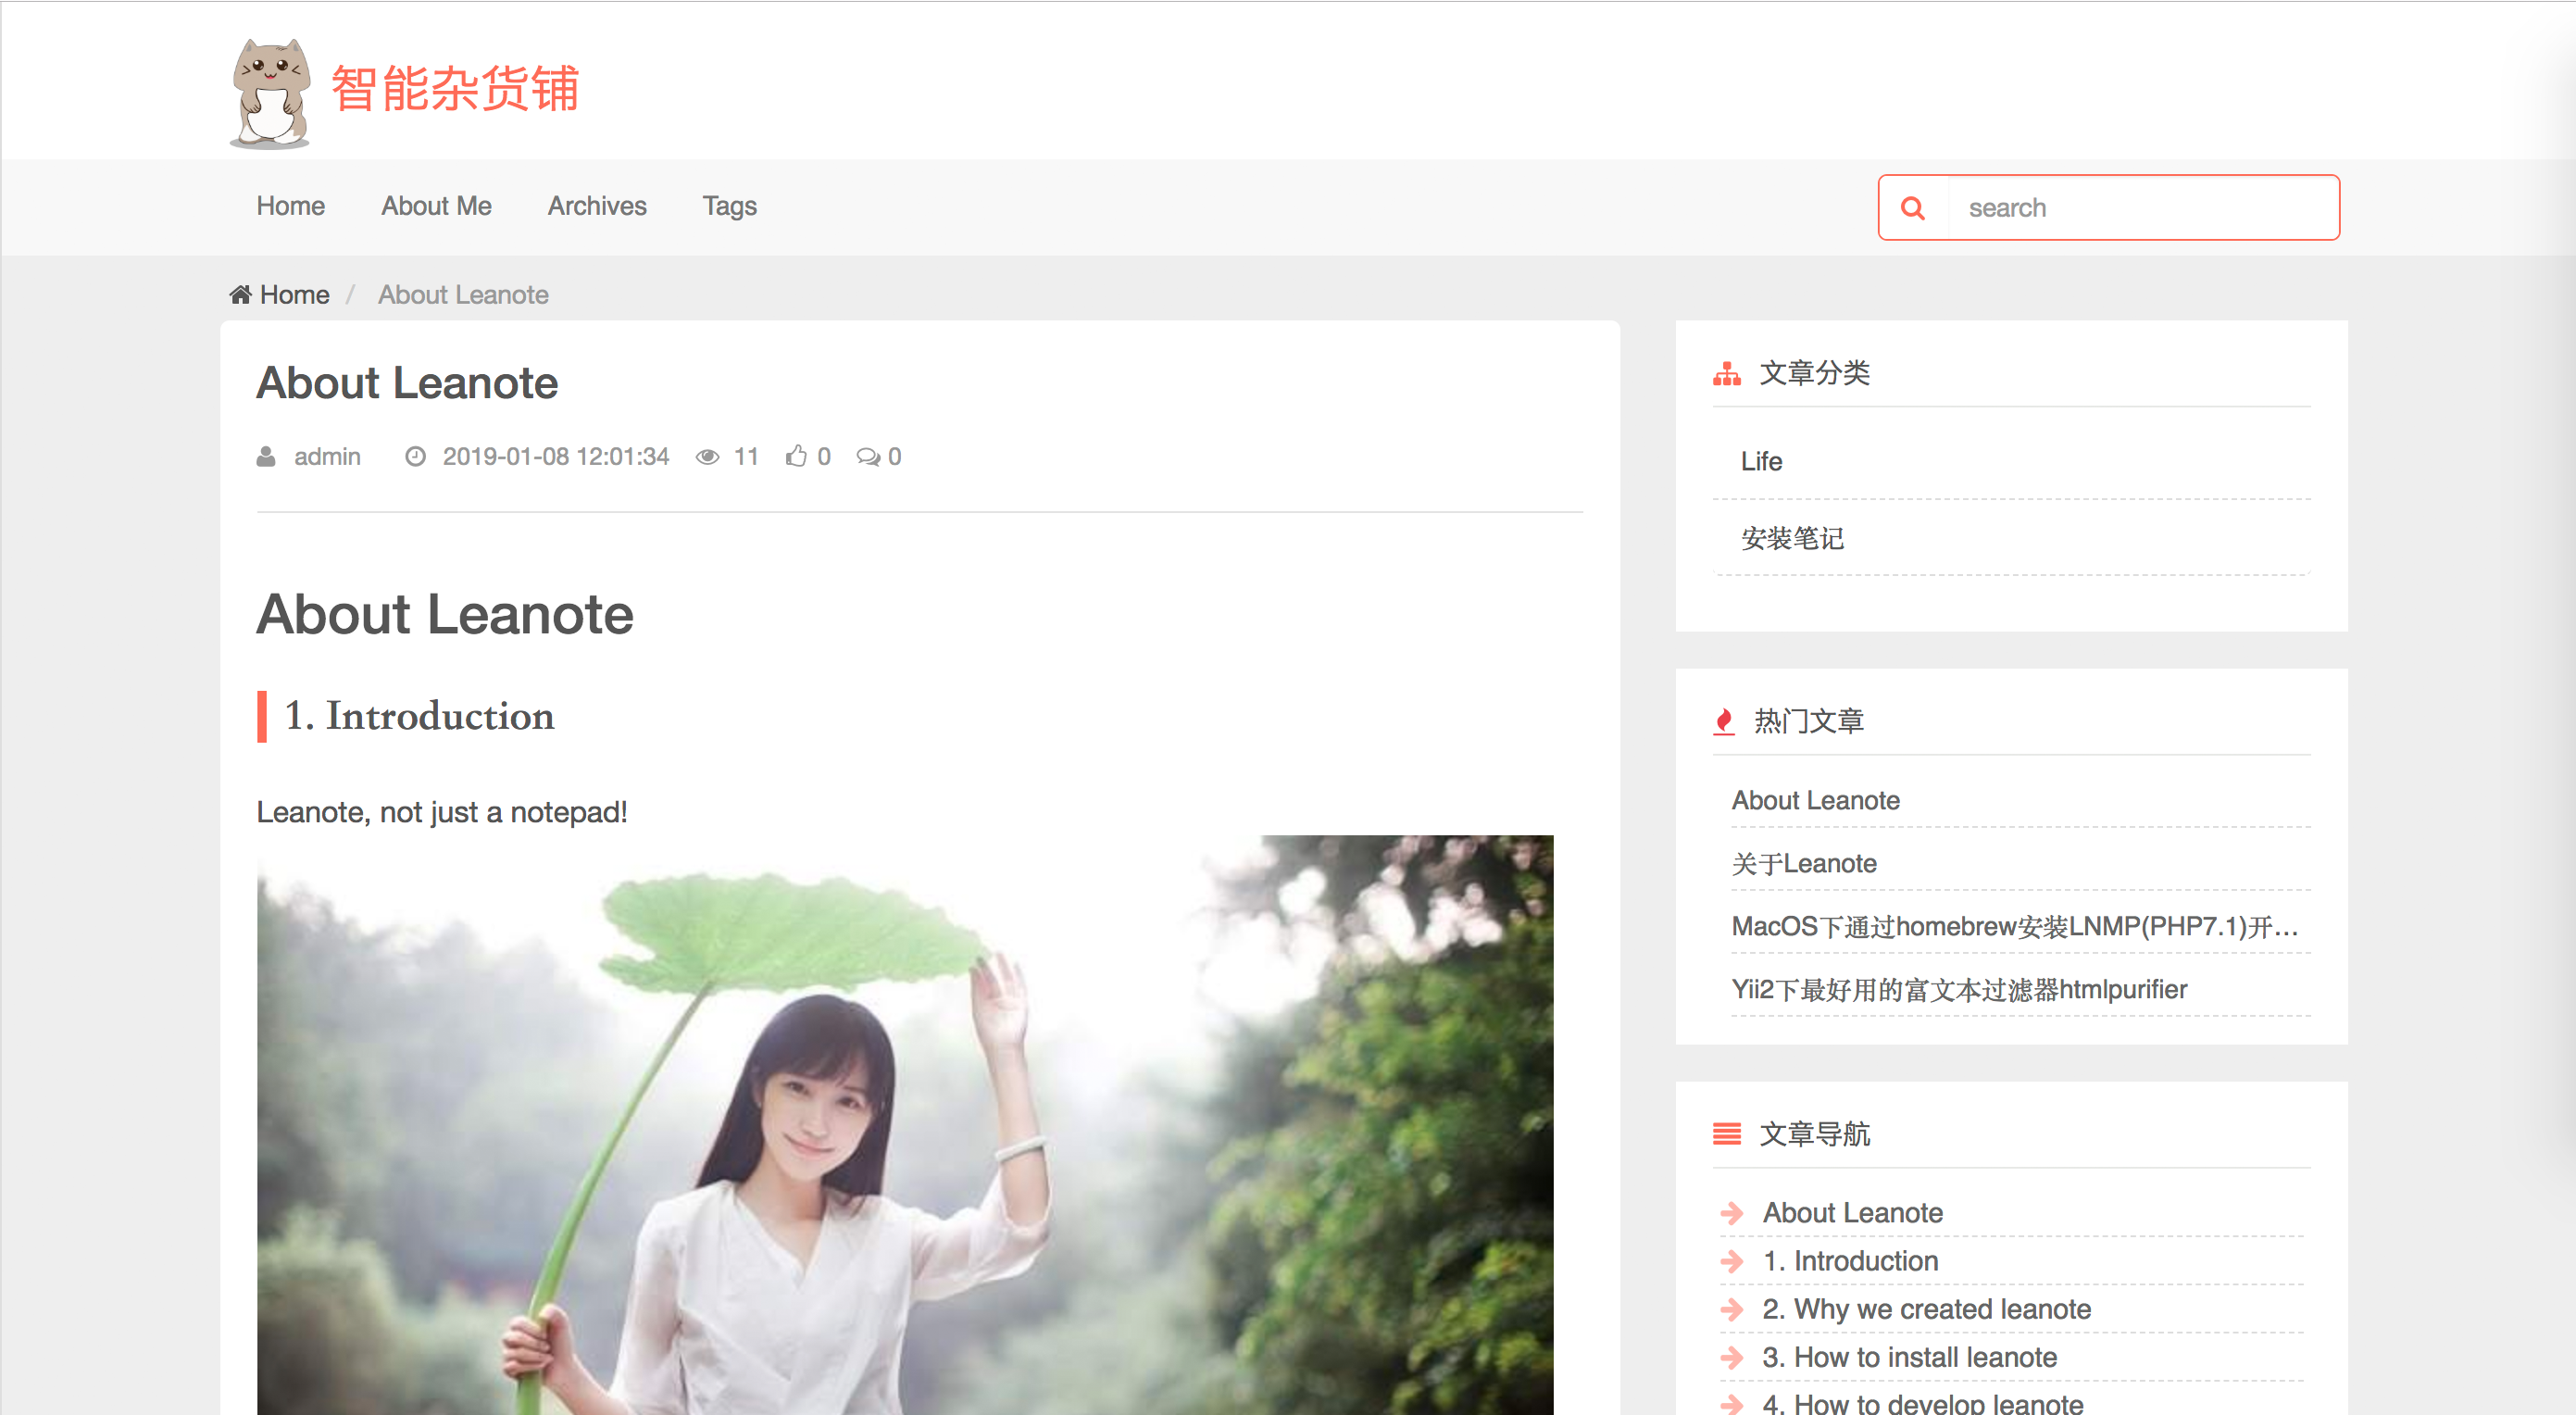 智能杂货铺
Home About Me Archives Tags search
Home / About Leanote
About Leanote
admin 2019-01-08 12:01:34 11 0 0
About Leanote
1. Introduction
Leanote, not just a notepad!
文章分类
Life
安装笔记
热门文章
About Leanote
关于Leanote
MacOS下通过homebrew安装LNMP(PHP7.1)开...
Yii2下最好用的富文本过滤器htmlpurifier
文章导航
About Leanote
1. Introduction
2. Why we created leanote
3. How to install leanote
4. How to develop leanote